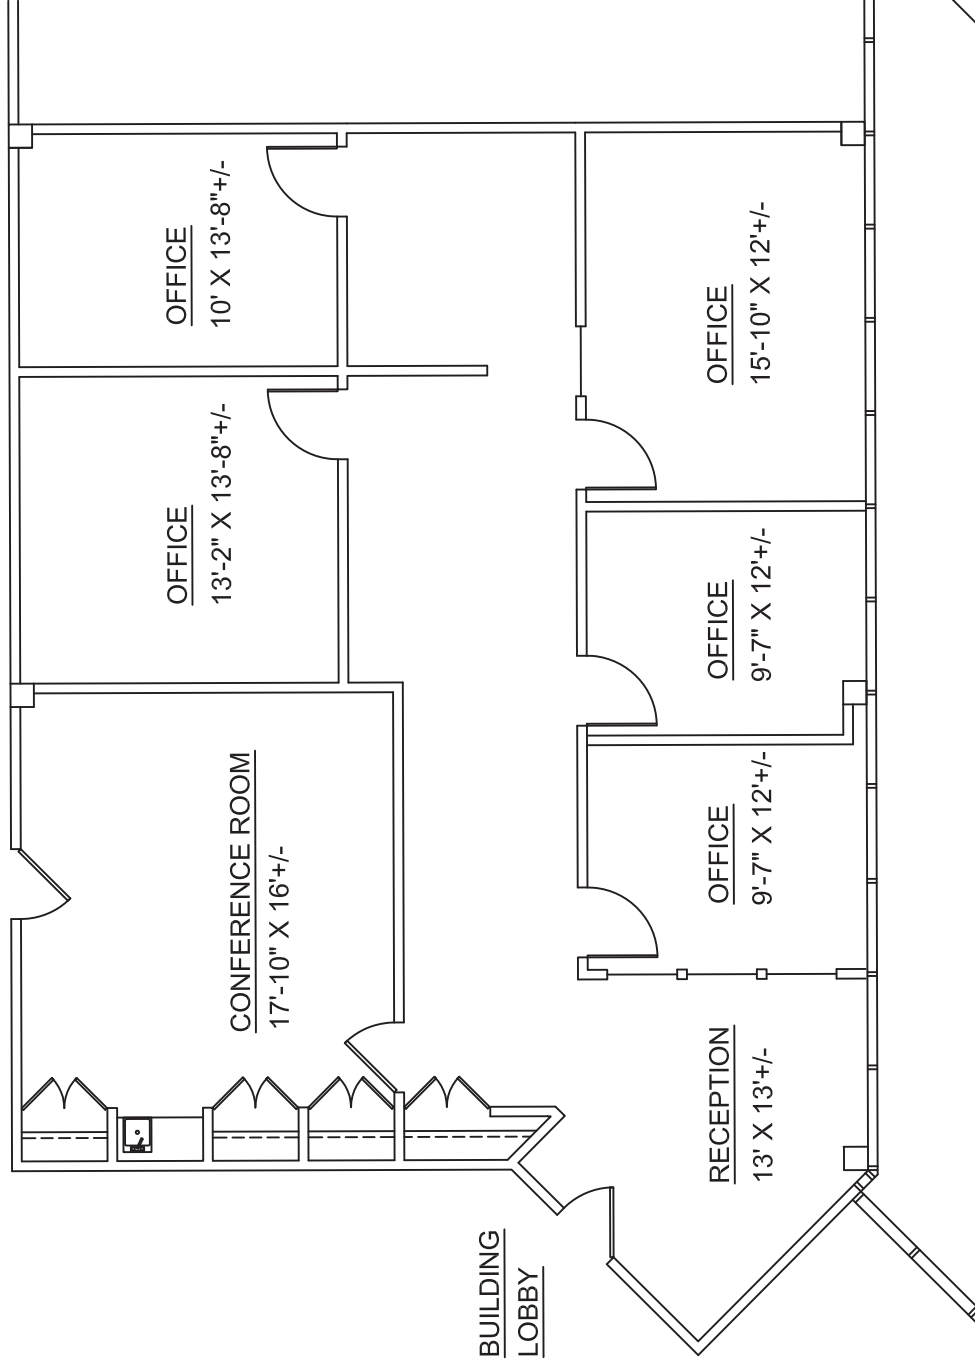 CONFERENCE ROOM
17'-10" X 16'+/-
OFFICE
13'-2" X 13'-8"+/-
OFFICE
10' X 13'-8"+/-
BUILDING
LOBBY
RECEPTION
13' X 13'+/-
OFFICE
9'-7" X 12'+/-
OFFICE
9'-7" X 12'+/-
OFFICE
15'-10" X 12'+/-